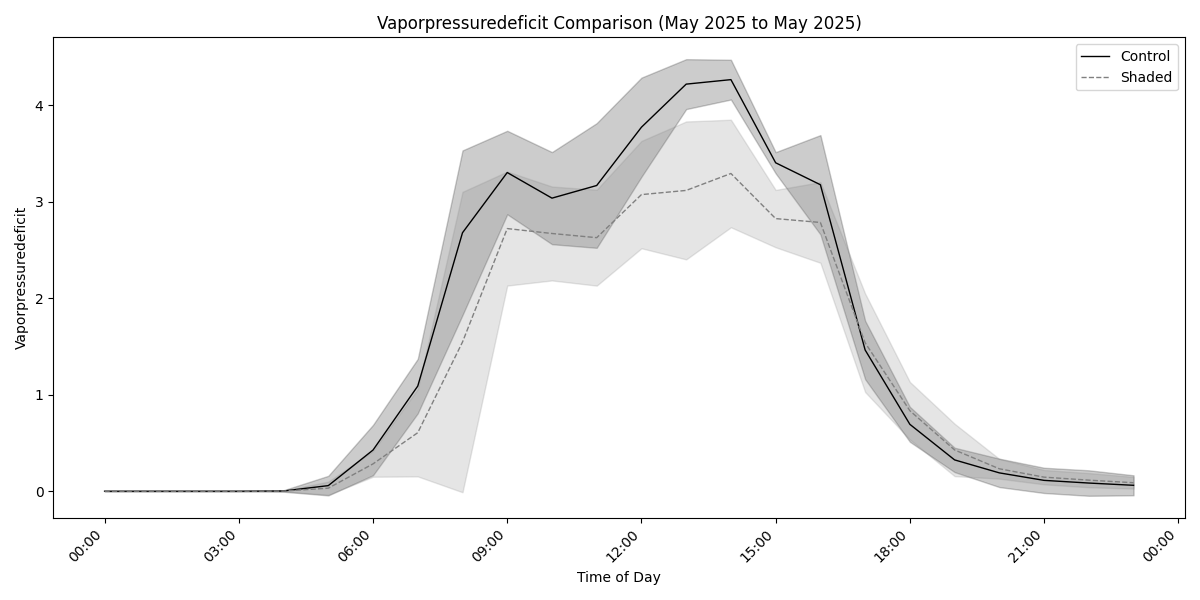 Vaporpressuredeficit Comparison (May 2025 to May 2025)
Control
Shaded
Vaporpressuredeficit
4
3
2
1
0
00:00 03:00 06:00 09:00 12:00 15:00 18:00 21:00 00:00
Time of Day